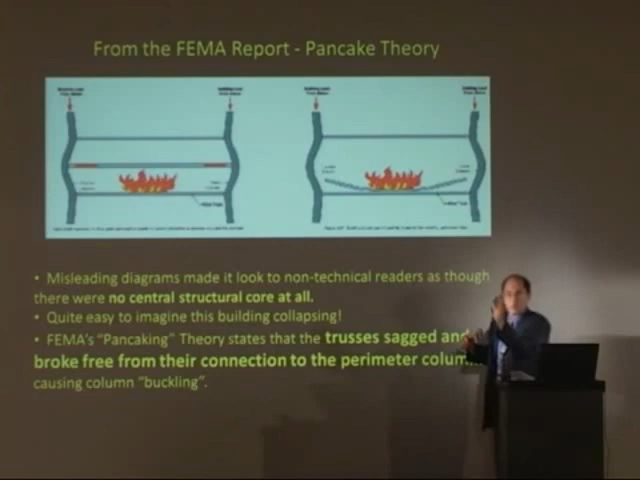 From the FEMA Report - Pancake Theory
• Misleading diagrams made it look to non-technical readers as though
there were no central structural core at all.
• Quite easy to imagine this building collapsing!
• FEMA's "Pancaking" Theory states that the trusses sagged and
broke free from their connection to the perimeter
causing column "buckling".